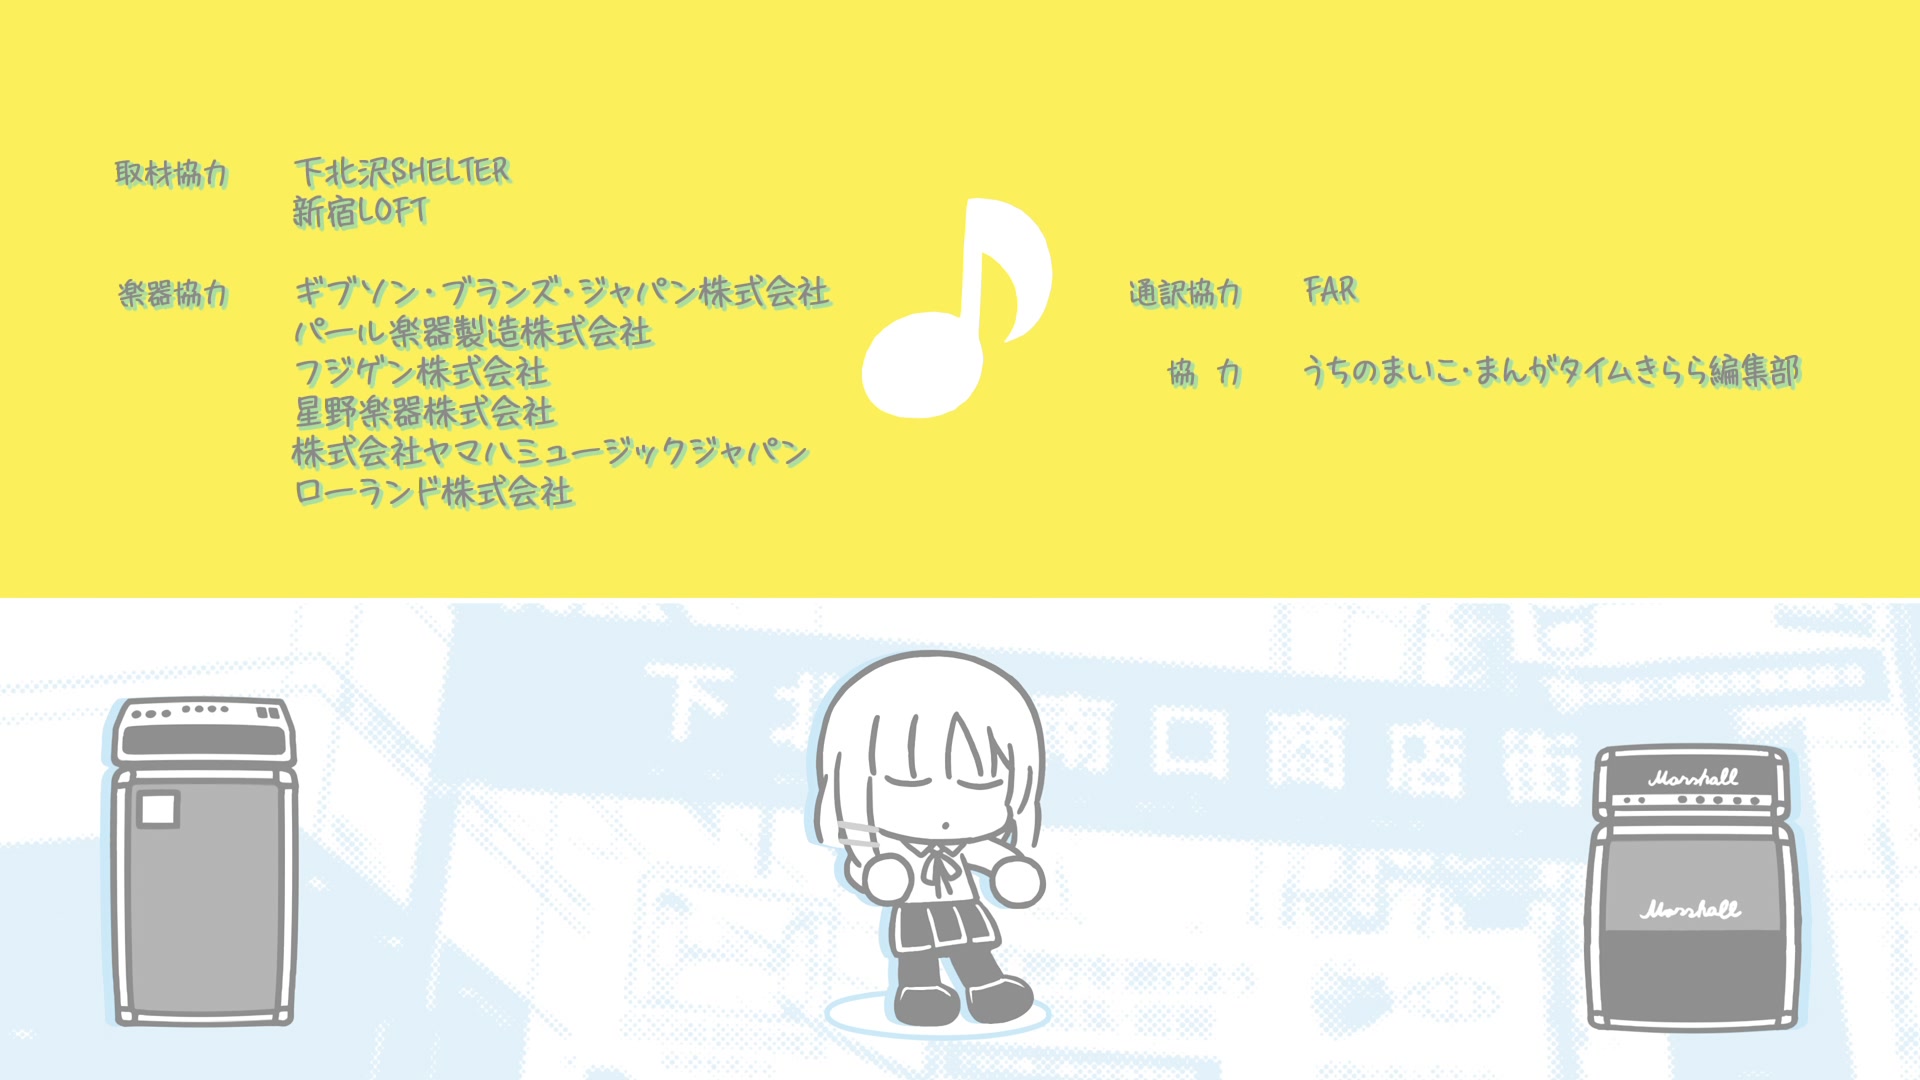 取材協力 下北沢SHELTER
新宿LOFT
楽器協力 ギブソン・ブランズ・ジャパン株式会社
パール楽器製造株式会社
フジゲン株式会社
星野楽器株式会社
株式会社ヤマハミュージックジャパン
ローランド株式会社
通訳協力 FAR
協 力 うちのまいこ・まんがタイムきらら編集部
下北 南口商店街
Marshall
Marshall